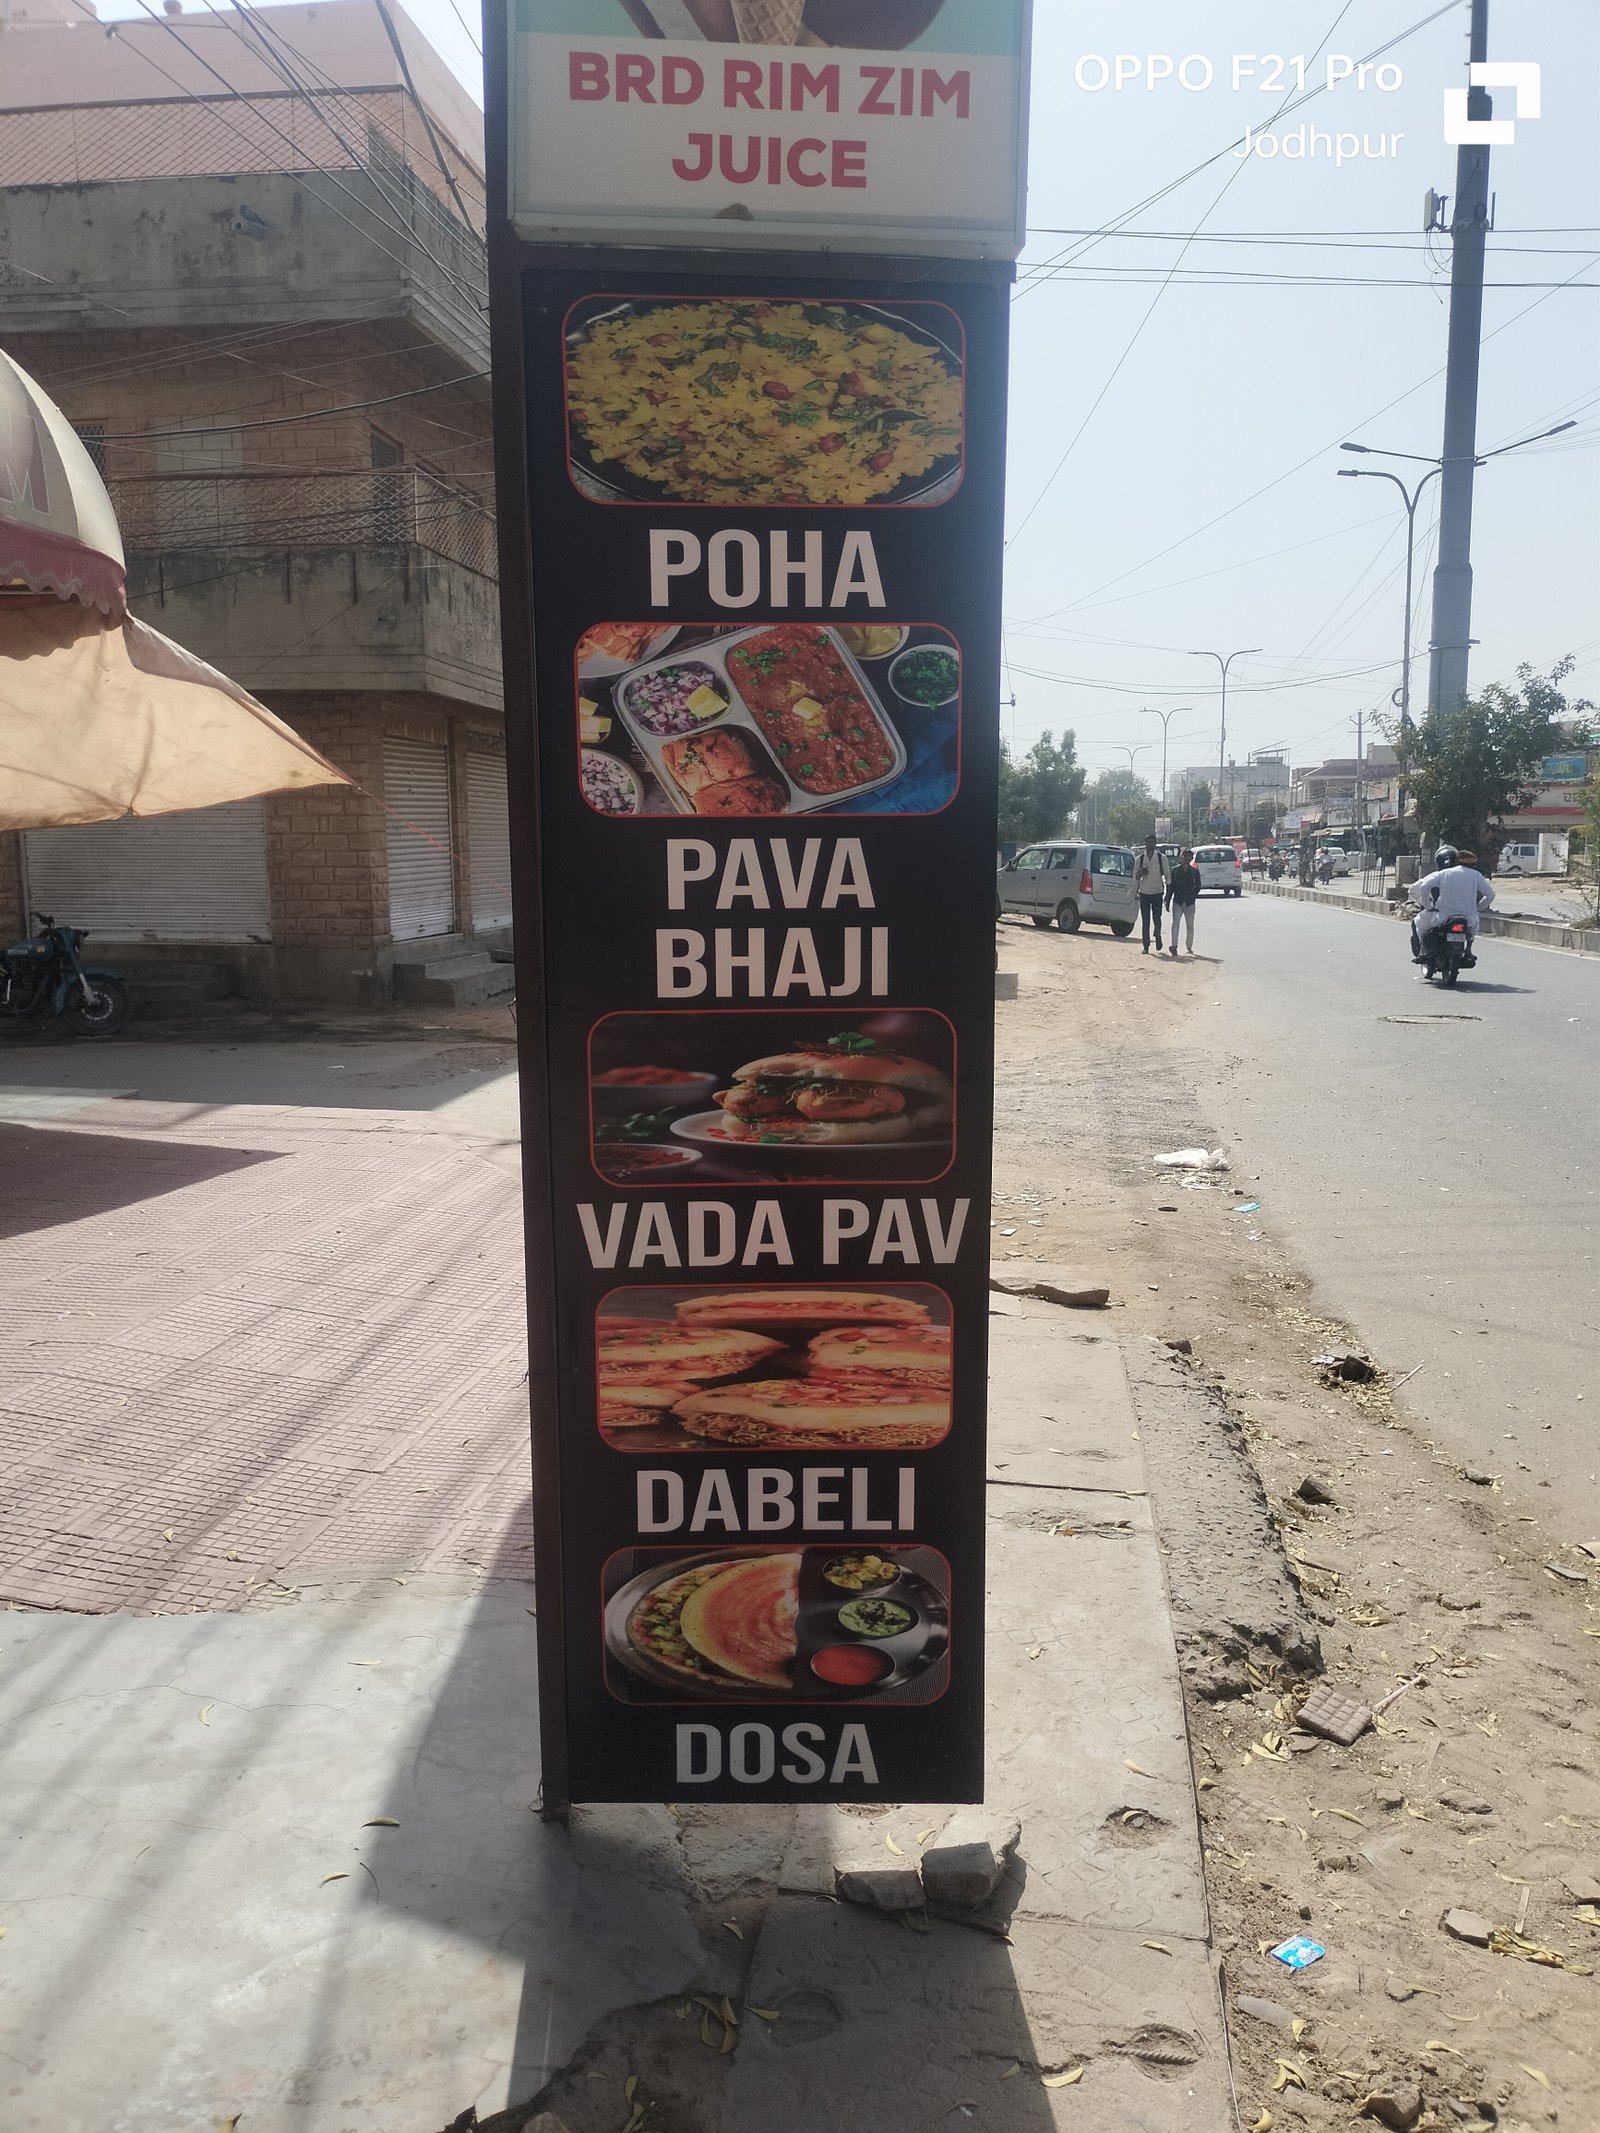 BRD RIM ZIM
JUICE
OPPO F21 Pro
Jodhpur
POHA
PAVA
BHAJI
VADA PAV
DABELI
DOSA